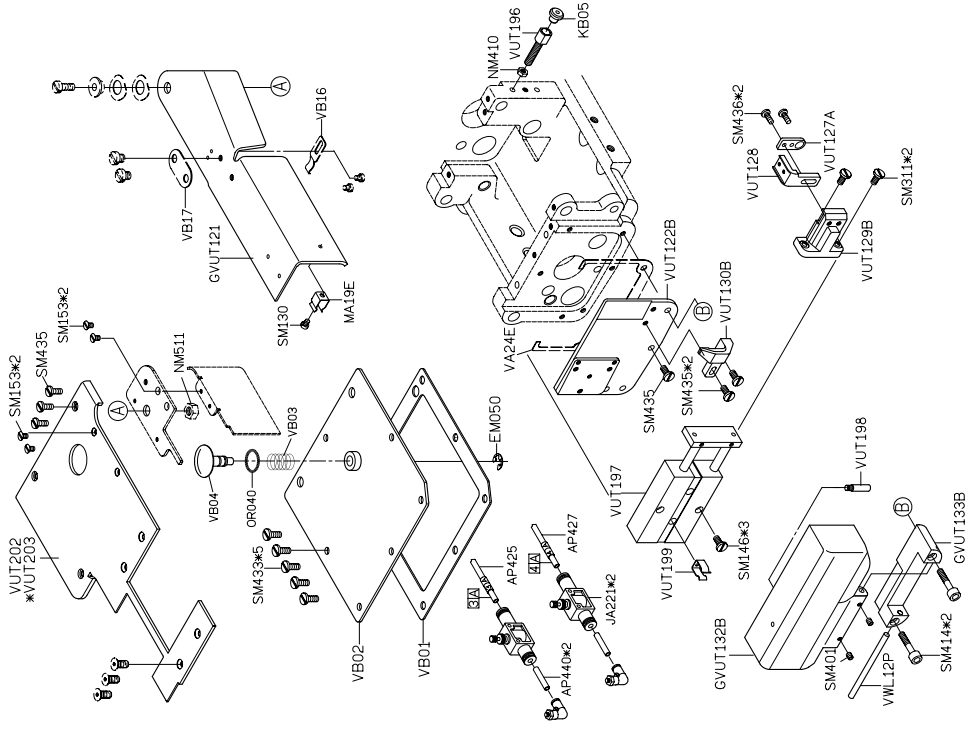 KB05
VUT196
NM410
A
VB16
VB17
GVUT121
SM130
MA19E
SM436*2
VUT127A
VUT128
SM311*2
VUT129B
VUT122B
B
VUT130B
VA24E
SM435
SM435*2
SM153*2
SM435
SM153*2
NM511
A
VB03
OR040
VB04
EM050
VUT202
*VUT203
SM433*5
VB02
VB01
AP425
3 A
AP427
4 A
JA221*2
AP440*2
VUT197
VUT198
VUT199
SM146*3
B
GVUT133B
GVUT132B
SM401
VWL12P
SM414*2